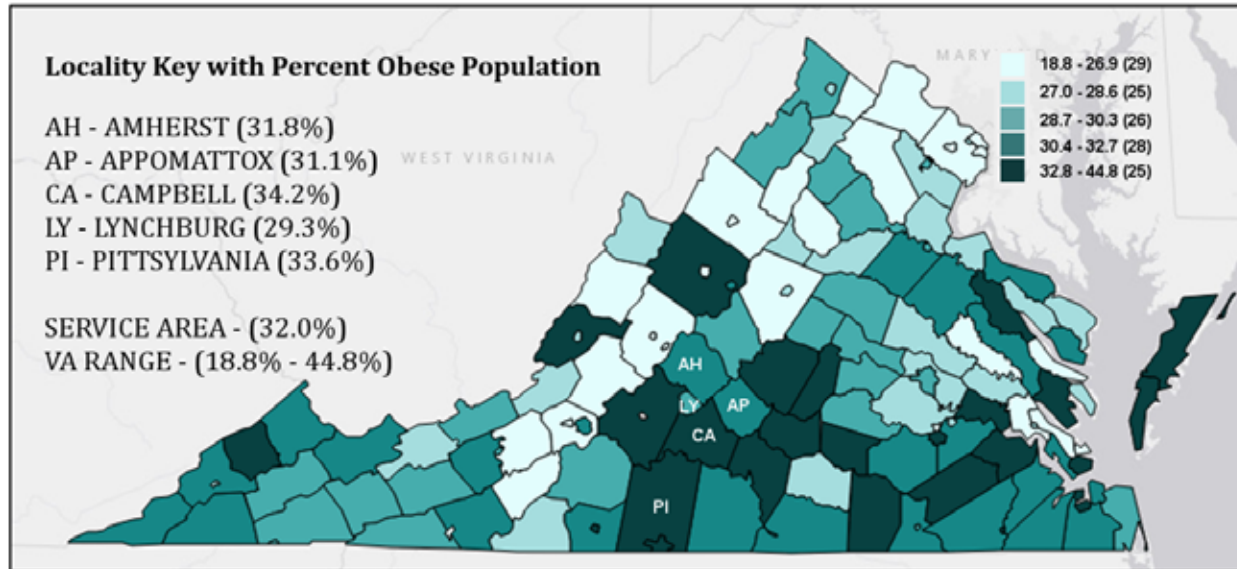 Locality Key with Percent Obese Population
AH - AMHERST (31.8%)
AP - APPOMATTOX (31.1%)
CA - CAMPBELL (34.2%)
LY - LYNCHBURG (29.3%)
PI - PITTSYLVANIA (33.6%)
SERVICE AREA - (32.0%)
VA RANGE - (18.8% - 44.8%)
WEST VIRGINIA
18.8 - 26.9 (29)
27.0 - 28.6 (25)
28.7 - 30.3 (26)
30.4 - 32.7 (28)
32.8 - 44.8 (25)
AH
LY
AP
CA
PI